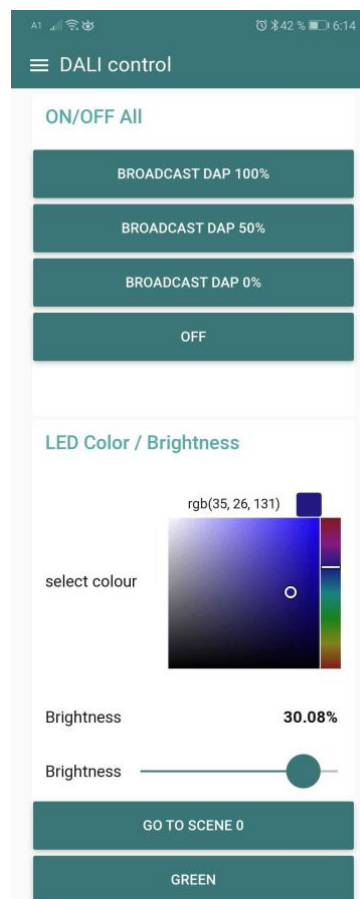 A1 42 % 6:14
DALI control
ON/OFF All
BROADCAST DAP 100%
BROADCAST DAP 50%
BROADCAST DAP 0%
OFF
LED Color / Brightness
rgb(35, 26, 131)
select colour
Brightness 30.08%
Brightness
GO TO SCENE 0
GREEN